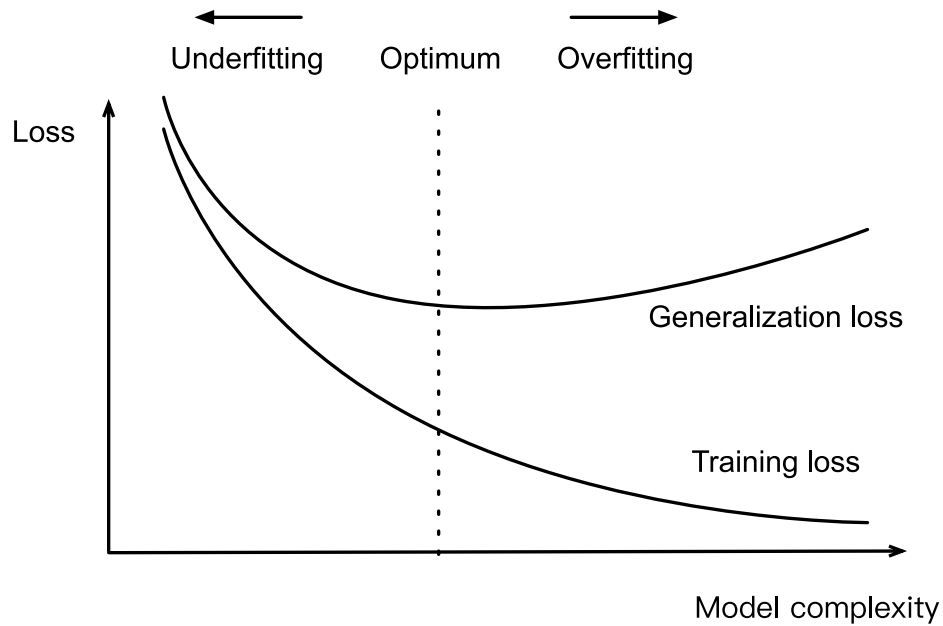 Underfitting Optimum Overfitting
Loss
Generalization loss
Training loss
Model complexity